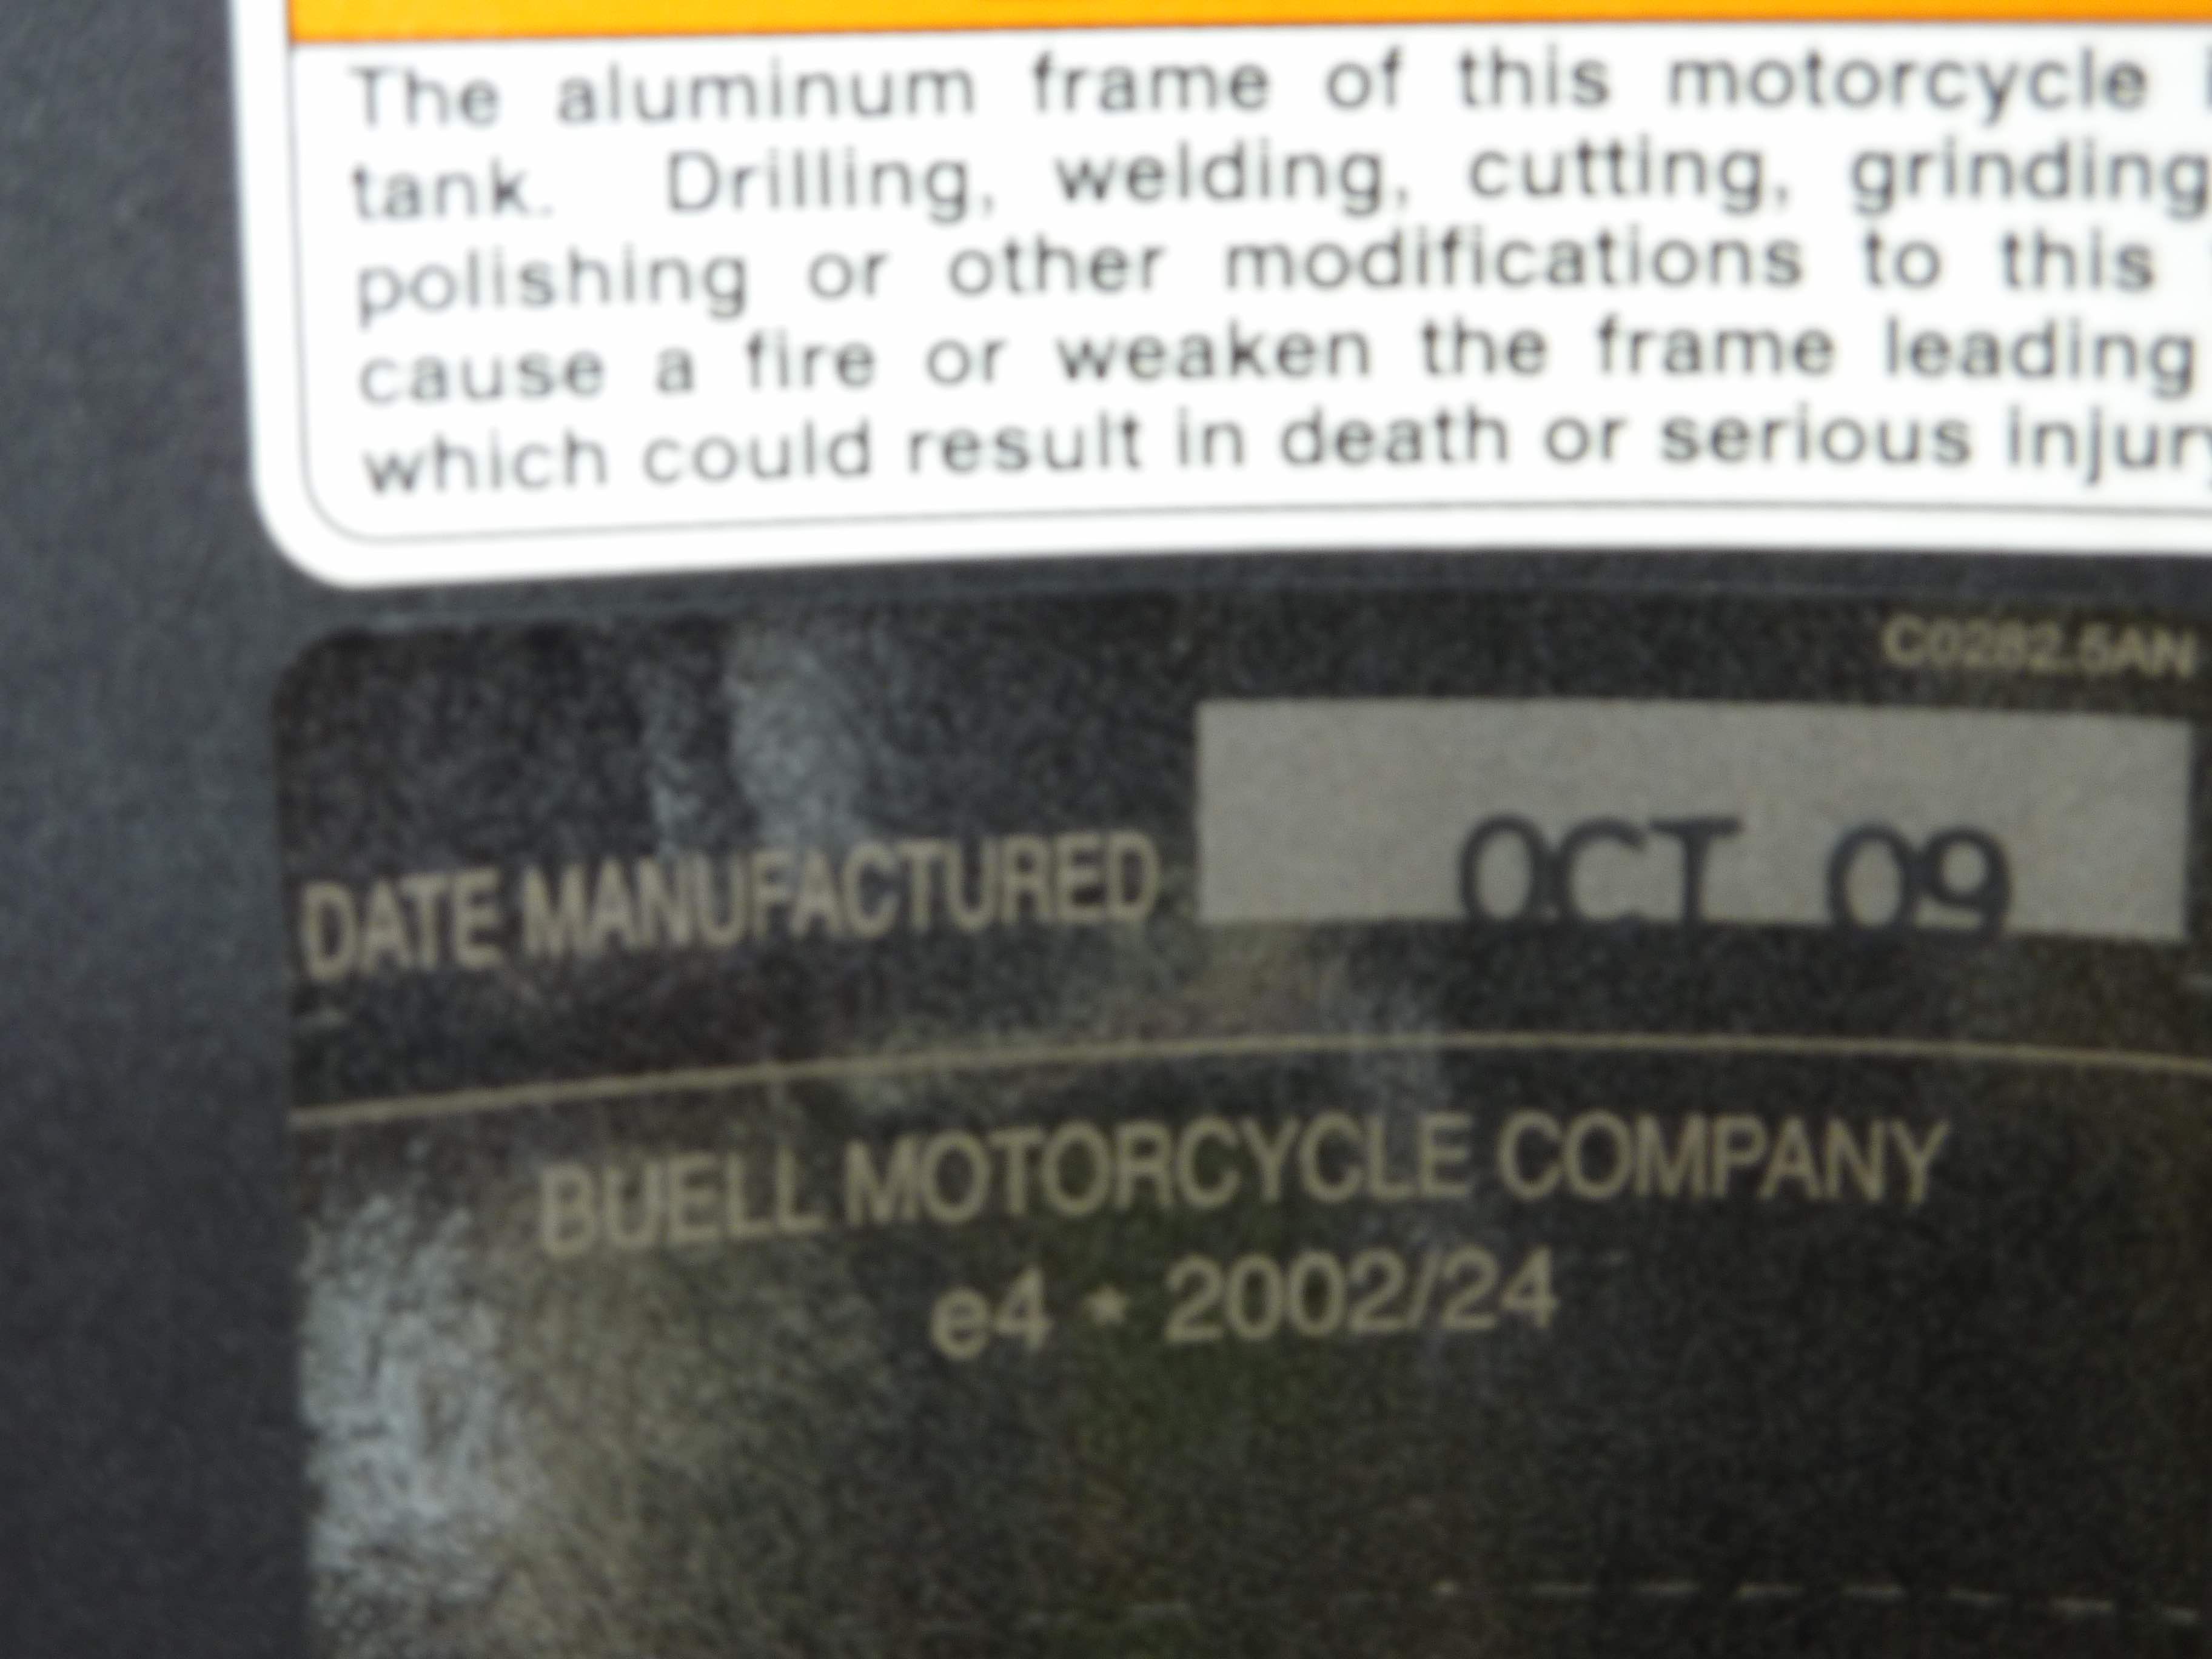 The aluminum frame of this motorcycle
tank. Drilling, welding, cutting, grinding
polishing or other modifications to this
cause a fire or weaken the frame leading
which could result in death or serious injury
C0282.5AN
DATE MANUFACTURED OCT 09
BUELL MOTORCYCLE COMPANY
e4 * 2002/24